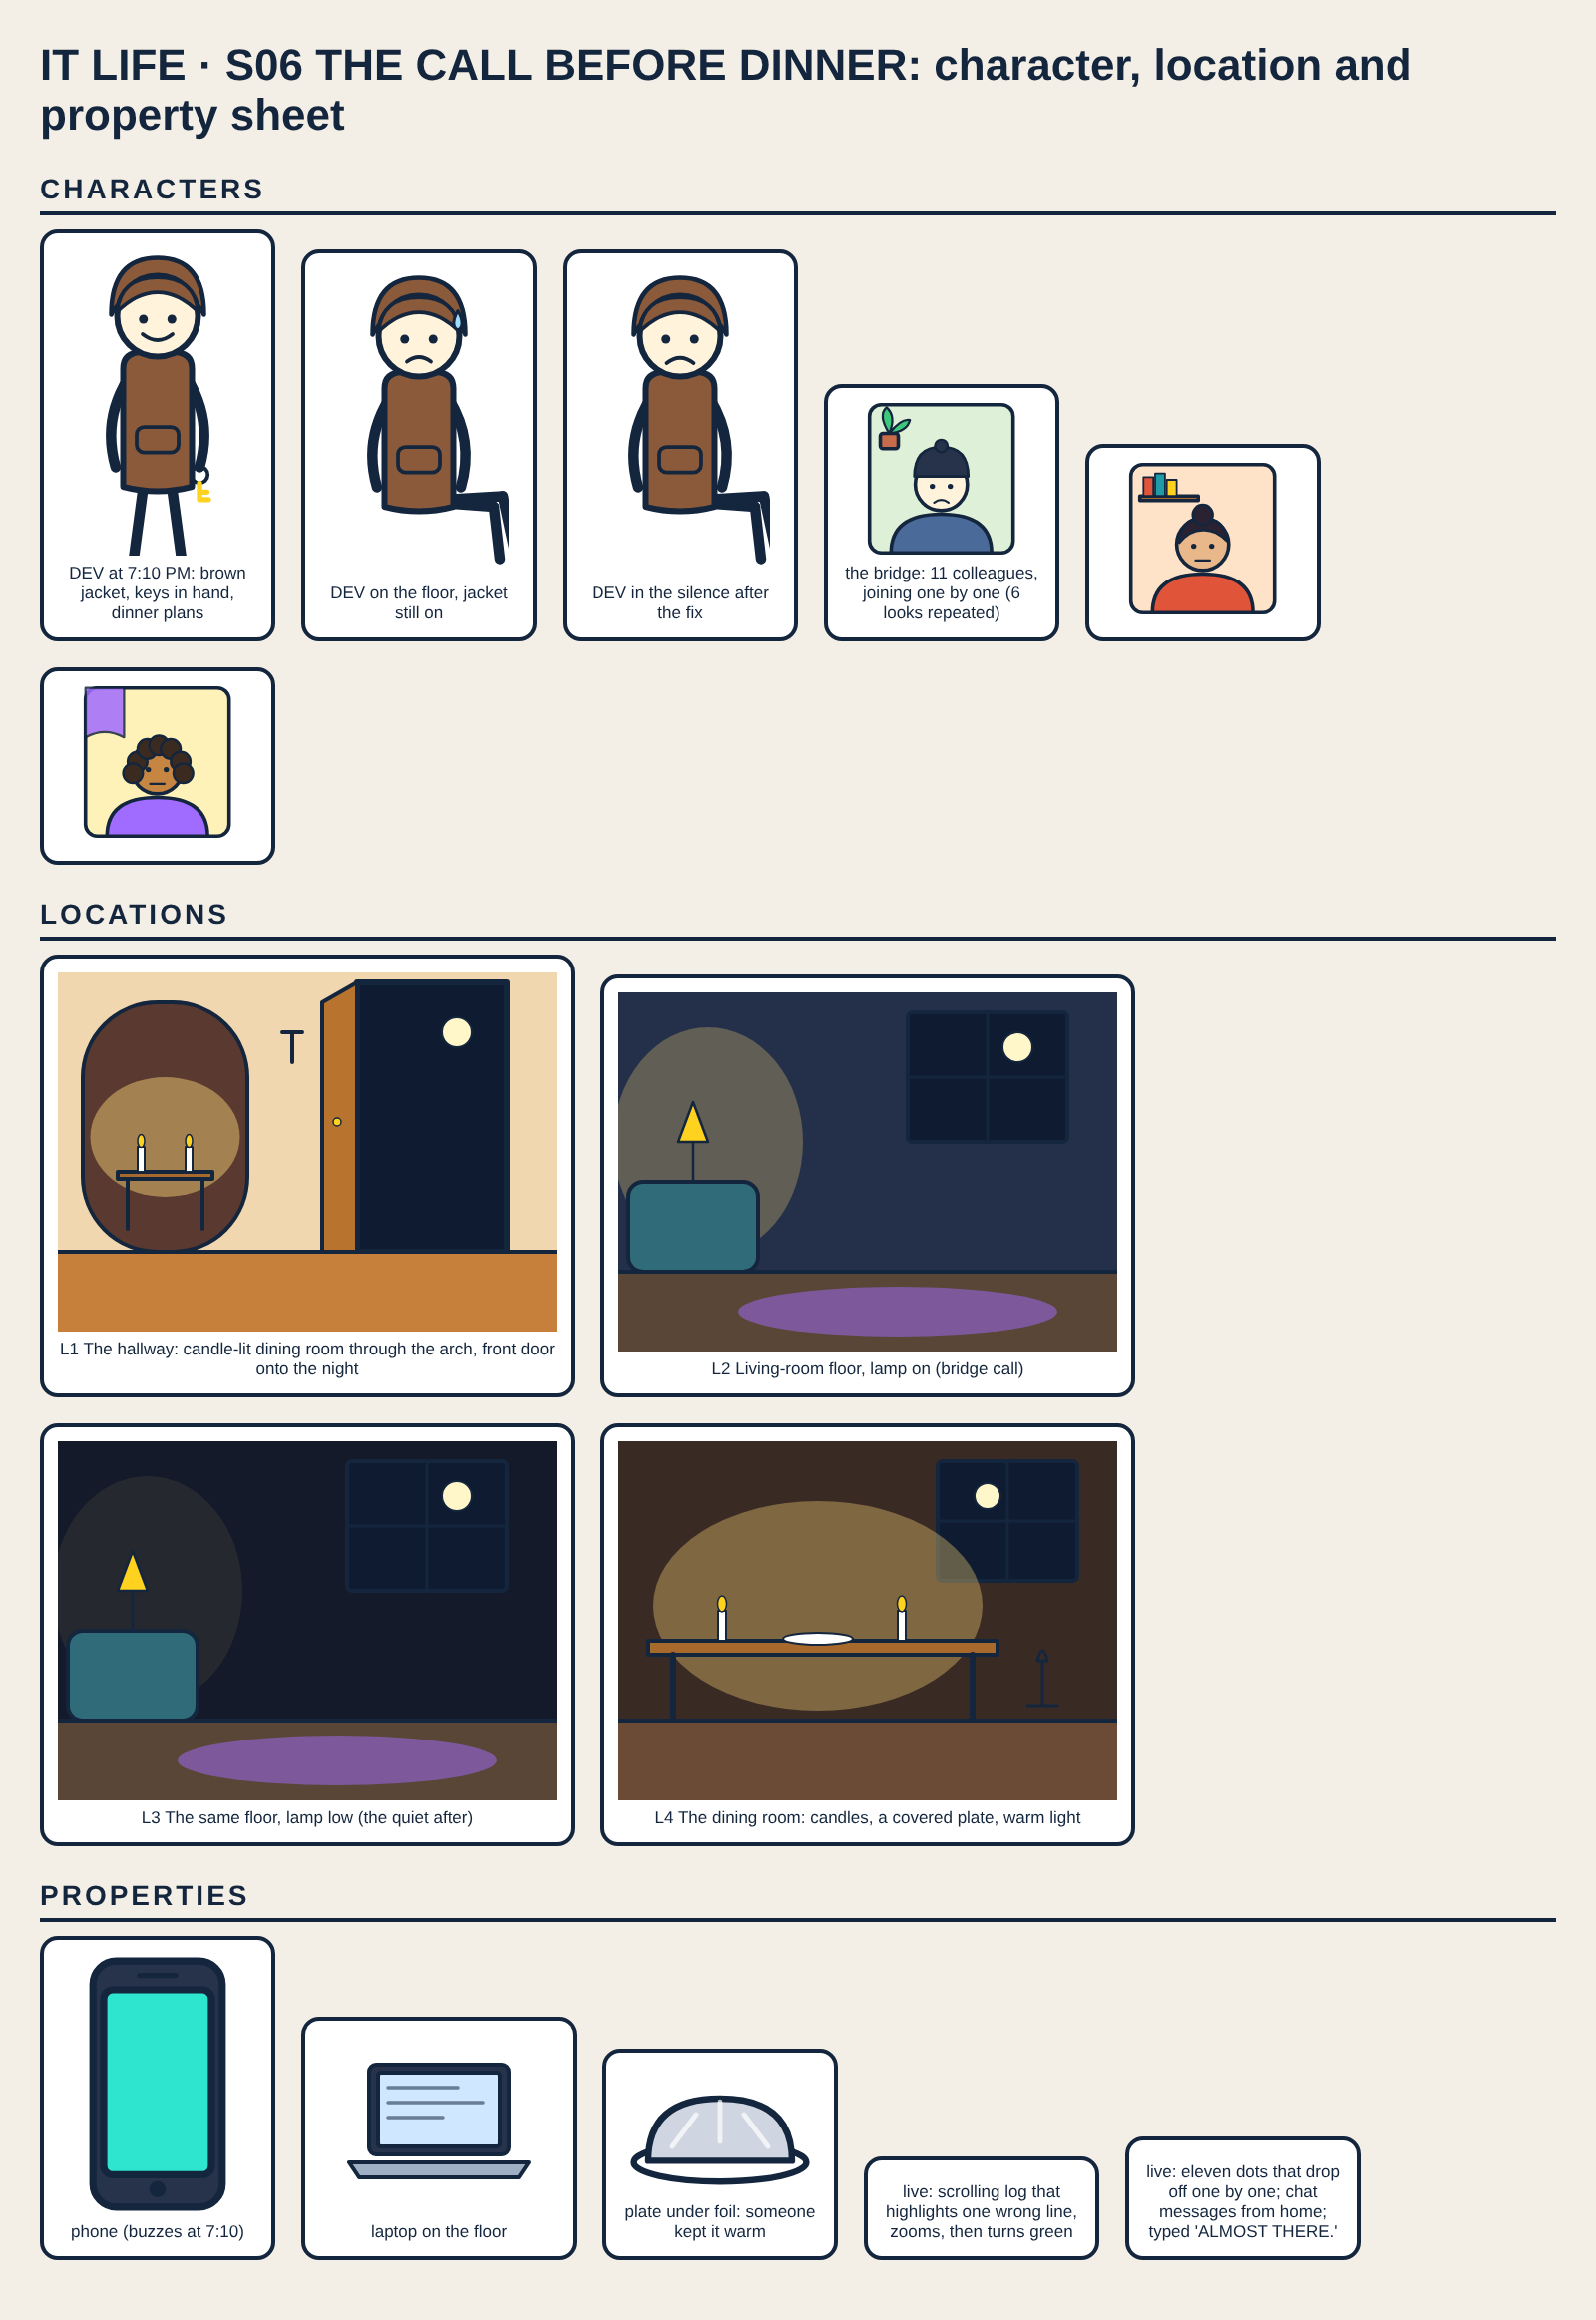 IT LIFE · S06 THE CALL BEFORE DINNER: character, location and
property sheet
CHARACTERS
DEV at 7:10 PM: brown
jacket, keys in hand,
dinner plans
DEV on the floor, jacket
still on
DEV in the silence after
the fix
the bridge: 11 colleagues,
joining one by one (6
looks repeated)
LOCATIONS
L1 The hallway: candle-lit dining room through the arch, front door
onto the night
L2 Living-room floor, lamp on (bridge call)
L3 The same floor, lamp low (the quiet after)
L4 The dining room: candles, a covered plate, warm light
PROPERTIES
phone (buzzes at 7:10)
laptop on the floor
plate under foil: someone
kept it warm
live: scrolling log that
highlights one wrong line,
zooms, then turns green
live: eleven dots that drop
off one by one; chat
messages from home;
typed 'ALMOST THERE.'